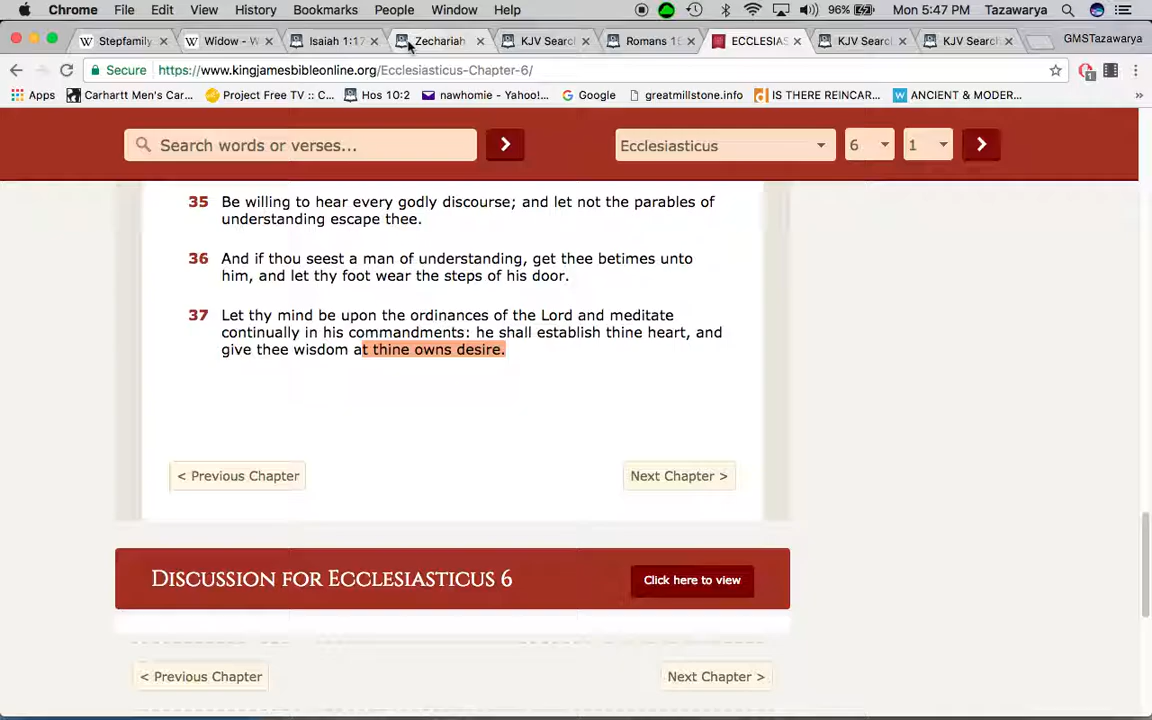 Chrome File Edit View History Bookmarks People Window Help 96% Mon 5:47 PM Tazawarya
Stepfamily Widow - W Isaiah 1:17 Zechariah KJV Searc Romans 16 ECCLESIAS KJV Searc KJV Search GMSTazawarya
Secure https://www.kingjamesbibleonline.org/Ecclesiasticus-Chapter-6/
Apps Carhartt Men's Car... Project Free TV :: C... Hos 10:2 nawhomie - Yahoo!... Google greatmillstone.info IS THERE REINCAR... ANCIENT & MODER... »
Search words or verses... Ecclesiasticus 6 1
35 Be willing to hear every godly discourse; and let not the parables of
understanding escape thee.
36 And if thou seest a man of understanding, get thee betimes unto
him, and let thy foot wear the steps of his door.
37 Let thy mind be upon the ordinances of the Lord and meditate
continually in his commandments: he shall establish thine heart, and
give thee wisdom at thine owns desire.
< Previous Chapter Next Chapter >
Discussion for Ecclesiasticus 6 Click here to view
< Previous Chapter Next Chapter >